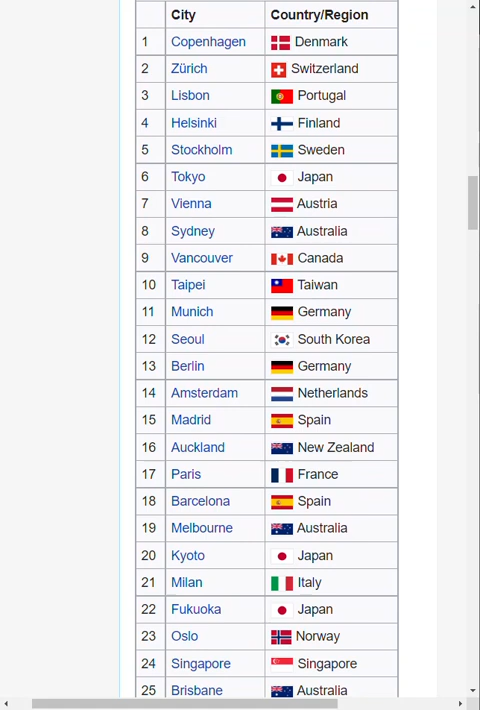 City Country/Region
1 Copenhagen Denmark
2 Zürich Switzerland
3 Lisbon Portugal
4 Helsinki Finland
5 Stockholm Sweden
6 Tokyo Japan
7 Vienna Austria
8 Sydney Australia
9 Vancouver Canada
10 Taipei Taiwan
11 Munich Germany
12 Seoul South Korea
13 Berlin Germany
14 Amsterdam Netherlands
15 Madrid Spain
16 Auckland New Zealand
17 Paris France
18 Barcelona Spain
19 Melbourne Australia
20 Kyoto Japan
21 Milan Italy
22 Fukuoka Japan
23 Oslo Norway
24 Singapore Singapore
25 Brisbane Australia